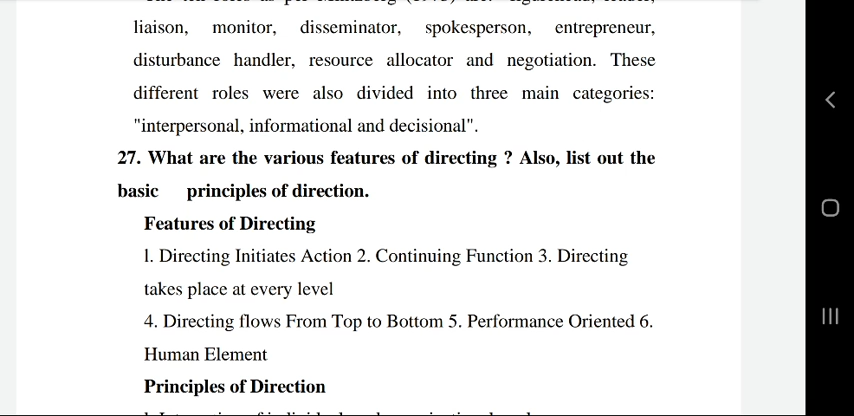 liaison, monitor, disseminator, spokesperson, entrepreneur,
disturbance handler, resource allocator and negotiation. These
different roles were also divided into three main categories:
"interpersonal, informational and decisional".
27. What are the various features of directing ? Also, list out the
basic principles of direction.
Features of Directing
l. Directing Initiates Action 2. Continuing Function 3. Directing
takes place at every level
4. Directing flows From Top to Bottom 5. Performance Oriented 6.
Human Element
Principles of Direction